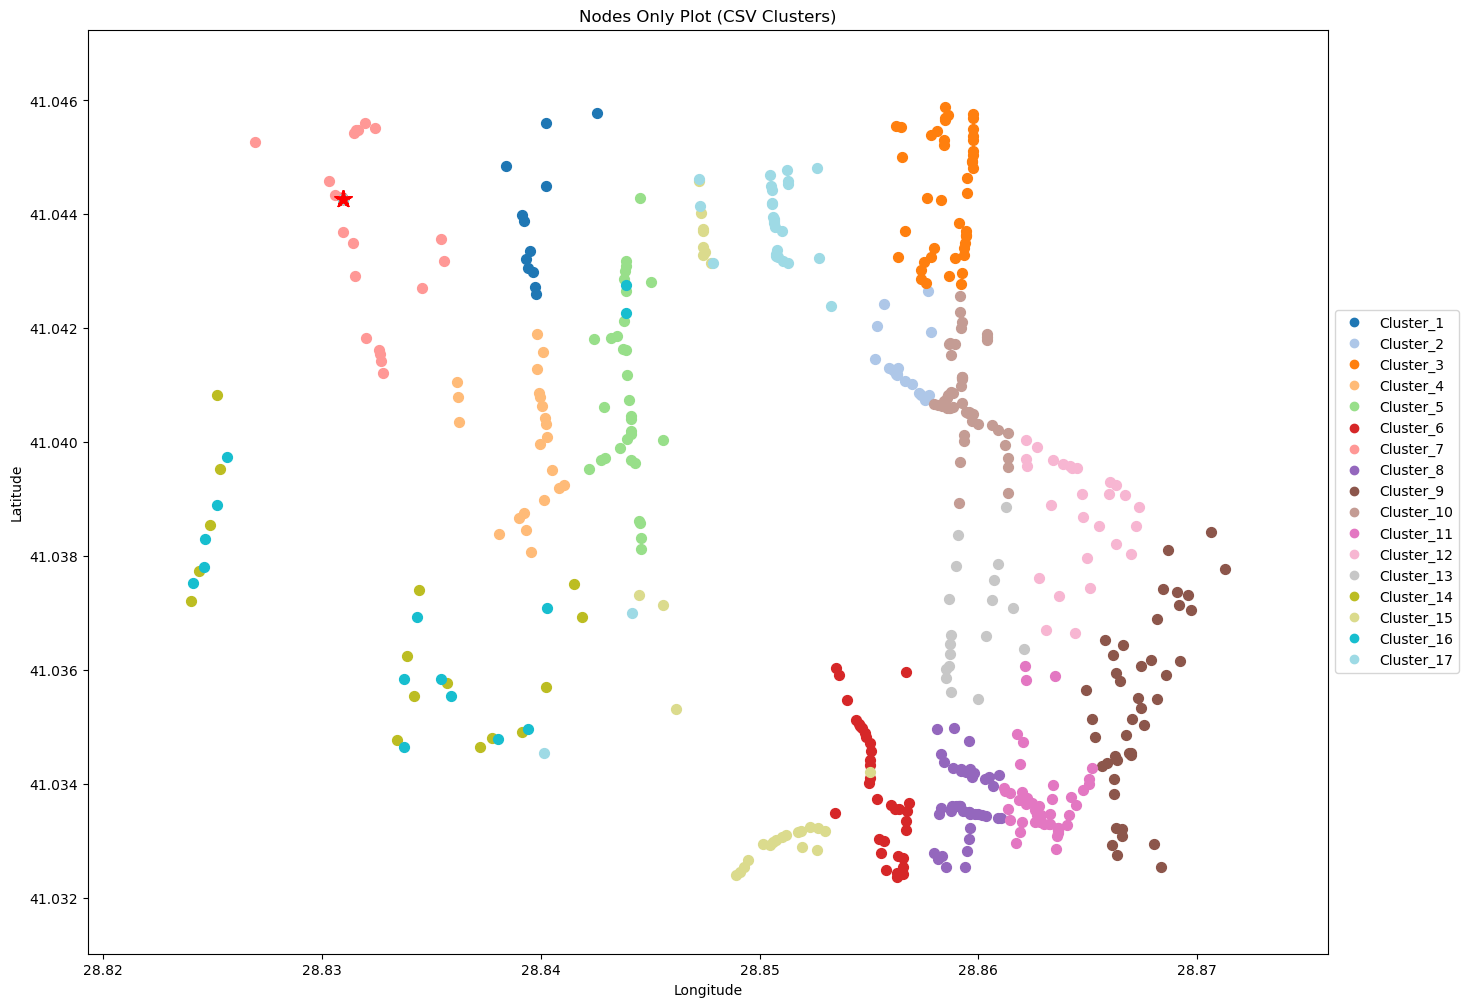 Nodes Only Plot (CSV Clusters)
41.046
41.044
41.042
41.040
41.038
41.036
41.034
41.032
Latitude
28.82 28.83 28.84 28.85 28.86 28.87
Longitude
Cluster_1
Cluster_2
Cluster_3
Cluster_4
Cluster_5
Cluster_6
Cluster_7
Cluster_8
Cluster_9
Cluster_10
Cluster_11
Cluster_12
Cluster_13
Cluster_14
Cluster_15
Cluster_16
Cluster_17